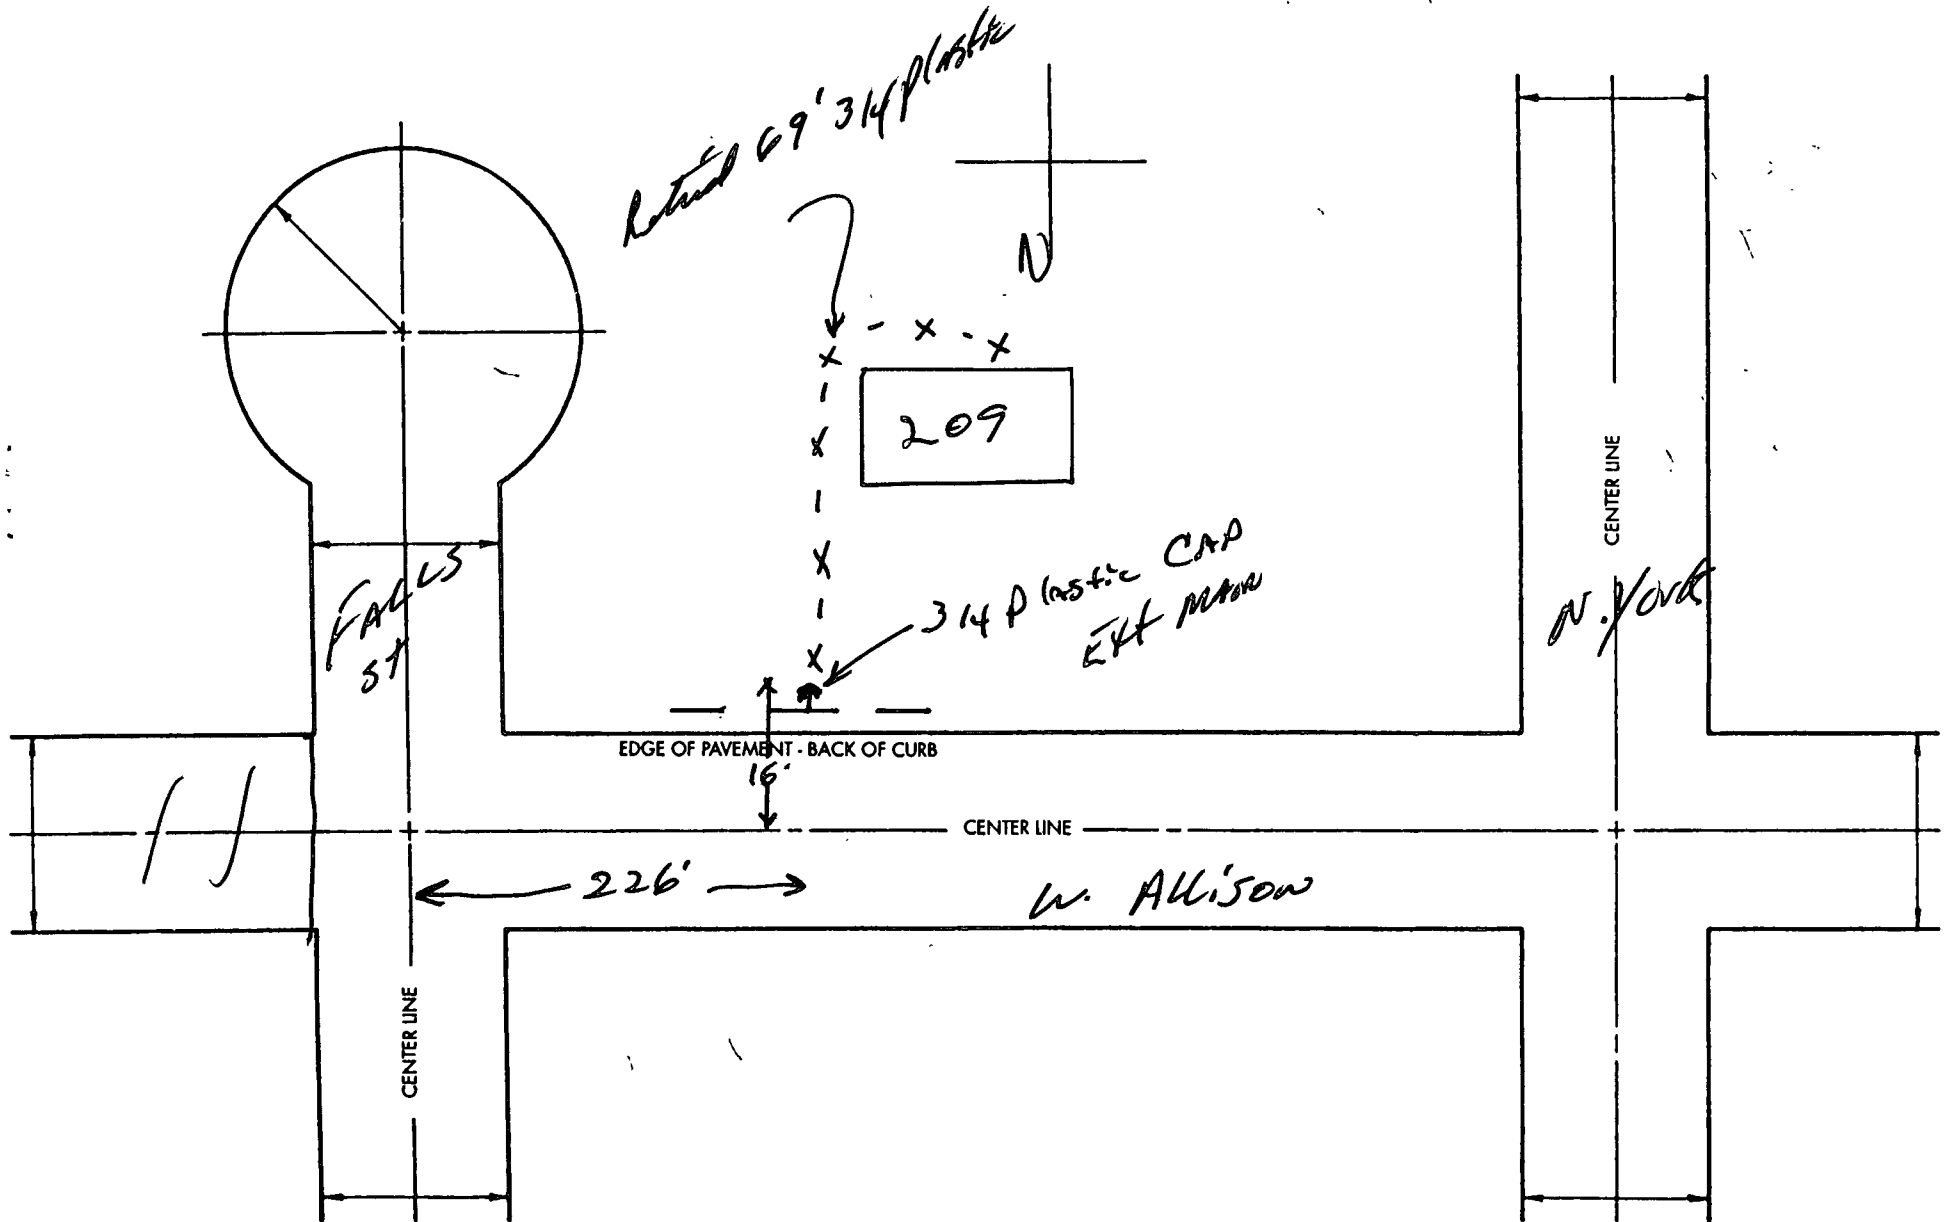 Retired 69' 3/4 plastic
N
209
CENTER LINE
FALLS
ST
3/4 Plastic CAP
EXT MAIN
N. York
EDGE OF PAVEMENT - BACK OF CURB
16'
CENTER LINE
226'
W. Allison
CENTER LINE